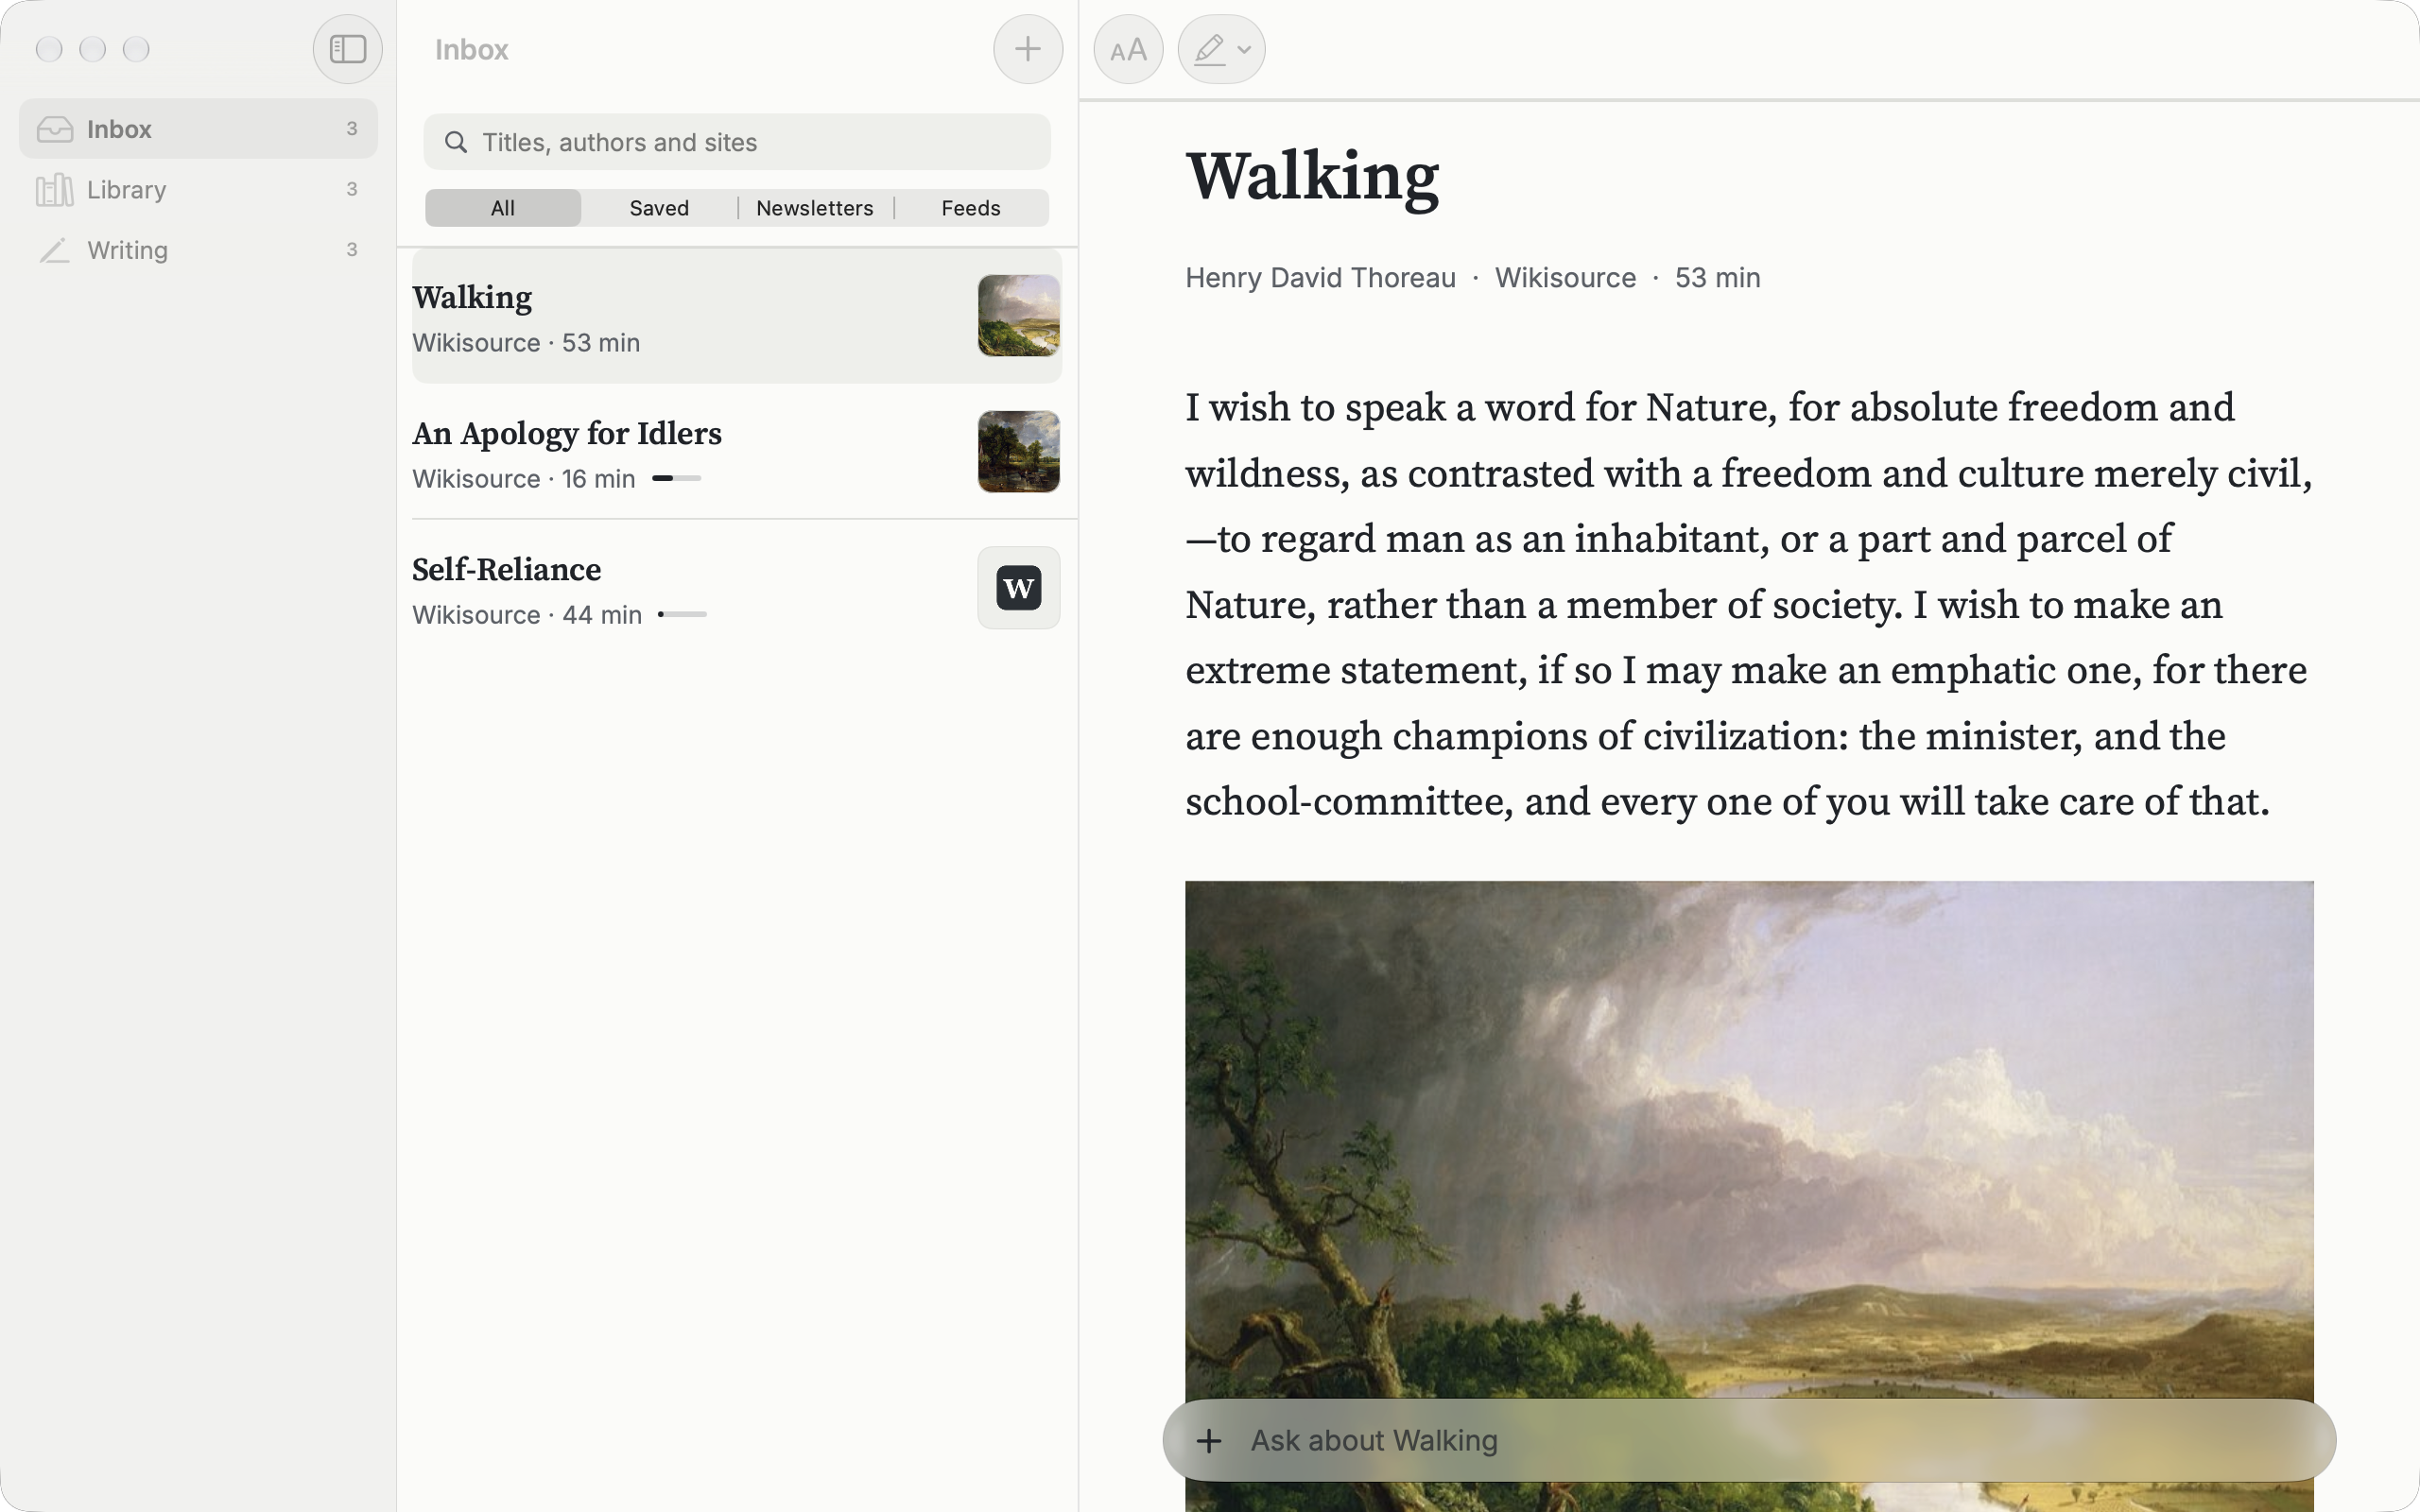 Inbox 3
Library 3
Writing 3
Inbox
Titles, authors and sites
All Saved Newsletters Feeds
Walking
Wikisource · 53 min
An Apology for Idlers
Wikisource · 16 min
Self-Reliance
Wikisource · 44 min
W
AA
Walking
Henry David Thoreau · Wikisource · 53 min
I wish to speak a word for Nature, for absolute freedom and
wildness, as contrasted with a freedom and culture merely civil,
—to regard man as an inhabitant, or a part and parcel of
Nature, rather than a member of society. I wish to make an
extreme statement, if so I may make an emphatic one, for there
are enough champions of civilization: the minister, and the
school-committee, and every one of you will take care of that.
Ask about Walking